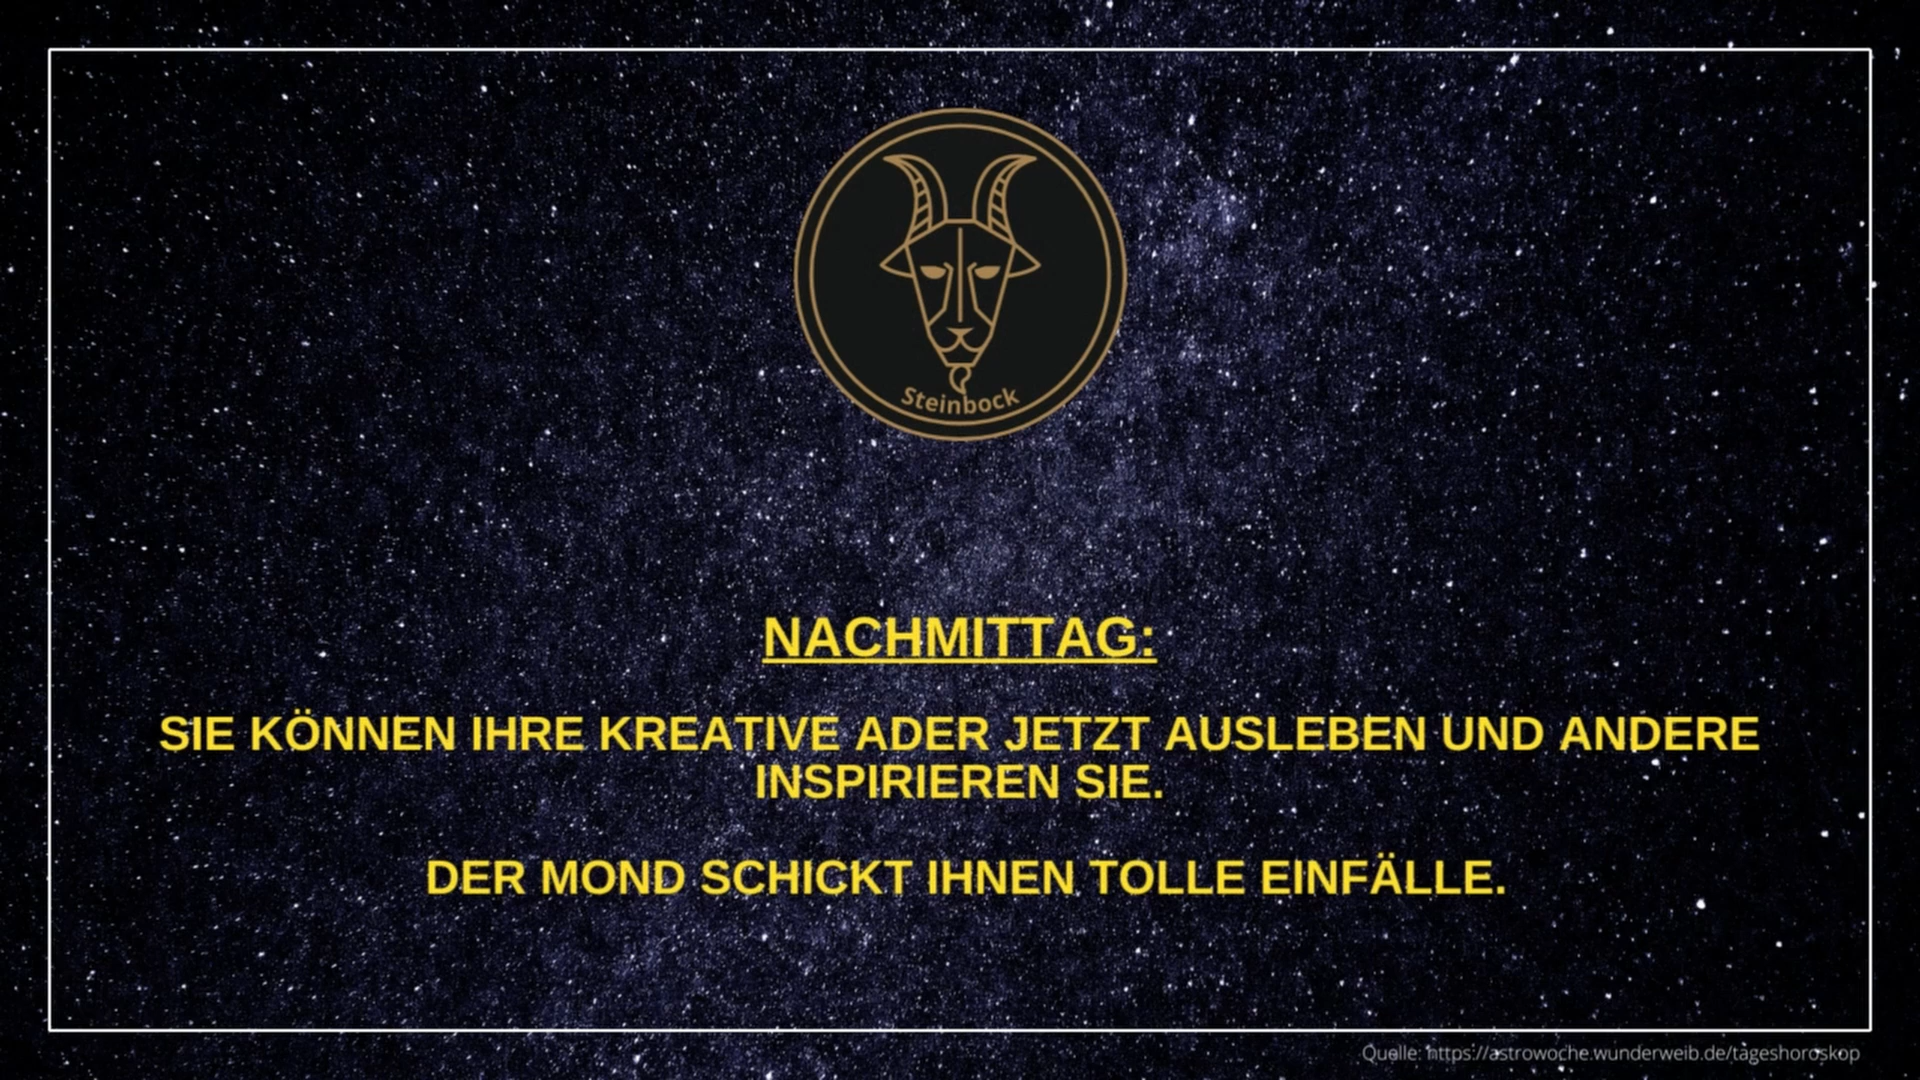 Steinbock
NACHMITTAG:
SIE KÖNNEN IHRE KREATIVE ADER JETZT AUSLEBEN UND ANDERE
INSPIRIEREN SIE.
DER MOND SCHICKT IHNEN TOLLE EINFÄLLE.
Quelle: https://astrowoche.wunderweib.de/tageshoroskop